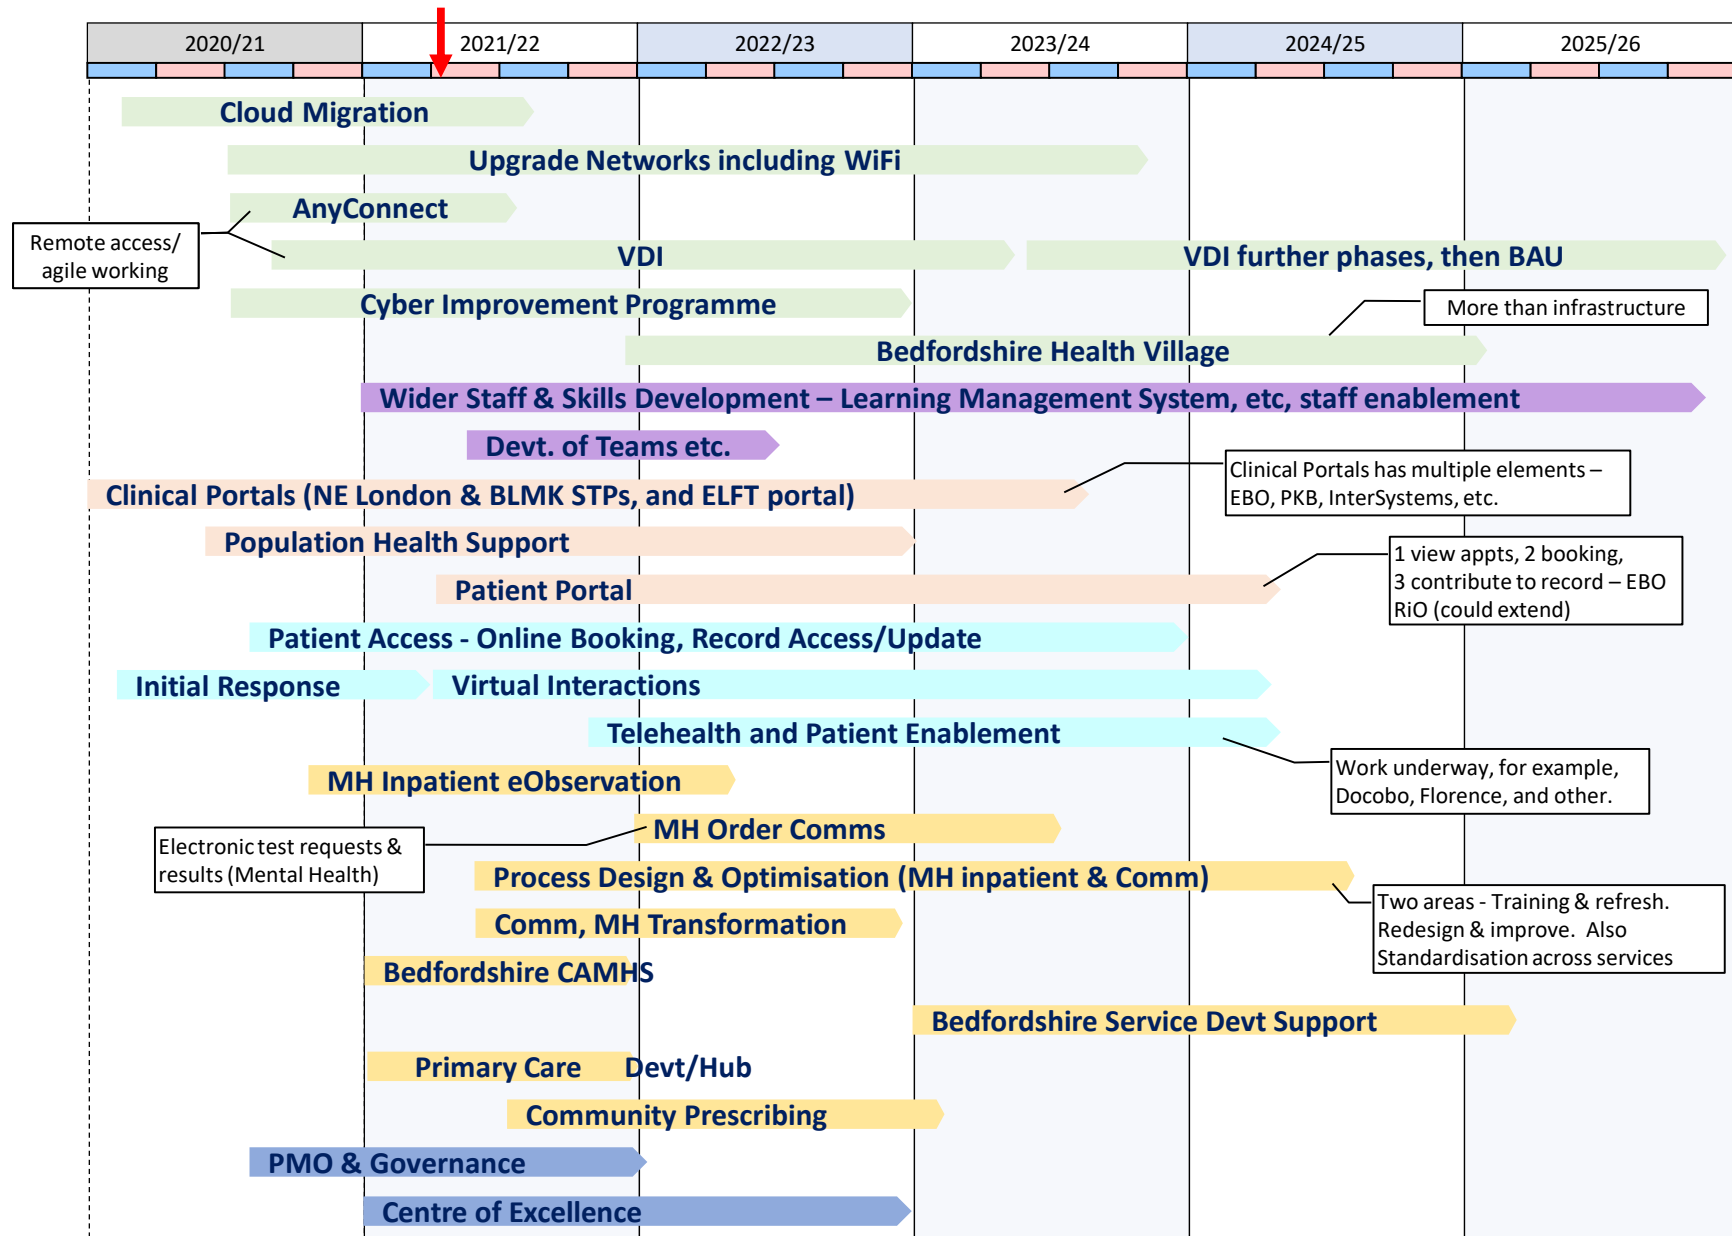 2020/21 2021/22 2022/23 2023/24 2024/25 2025/26
Cloud Migration
Upgrade Networks including WiFi
AnyConnect
Remote access/
agile working
VDI
VDI further phases, then BAU
Cyber Improvement Programme
More than infrastructure
Bedfordshire Health Village
Wider Staff & Skills Development – Learning Management System, etc, staff enablement
Devt. of Teams etc.
Clinical Portals has multiple elements –
EBO, PKB, InterSystems, etc.
Clinical Portals (NE London & BLMK STPs, and ELFT portal)
Population Health Support
1 view appts, 2 booking,
3 contribute to record – EBO
RiO (could extend)
Patient Portal
Patient Access - Online Booking, Record Access/Update
Initial Response
Virtual Interactions
Telehealth and Patient Enablement
Work underway, for example,
Docobo, Florence, and other.
MH Inpatient eObservation
MH Order Comms
Electronic test requests &
results (Mental Health)
Process Design & Optimisation (MH inpatient & Comm)
Two areas - Training & refresh.
Redesign & improve. Also
Standardisation across services
Comm, MH Transformation
Bedfordshire CAMHS
Bedfordshire Service Devt Support
Primary Care Devt/Hub
Community Prescribing
PMO & Governance
Centre of Excellence